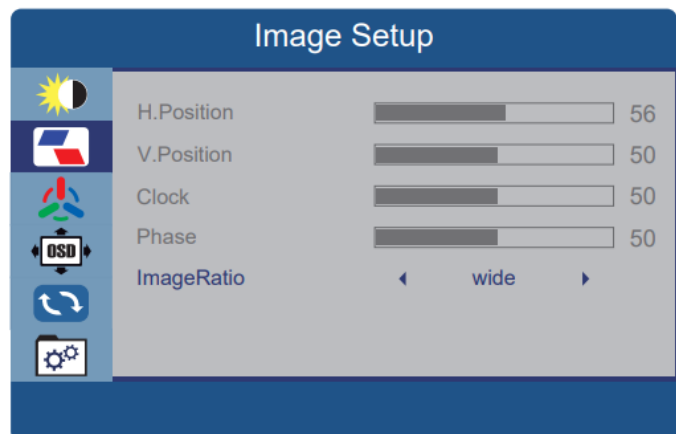 Image Setup
H.Position 56
V.Position 50
Clock 50
Phase 50
OSD
ImageRatio wide